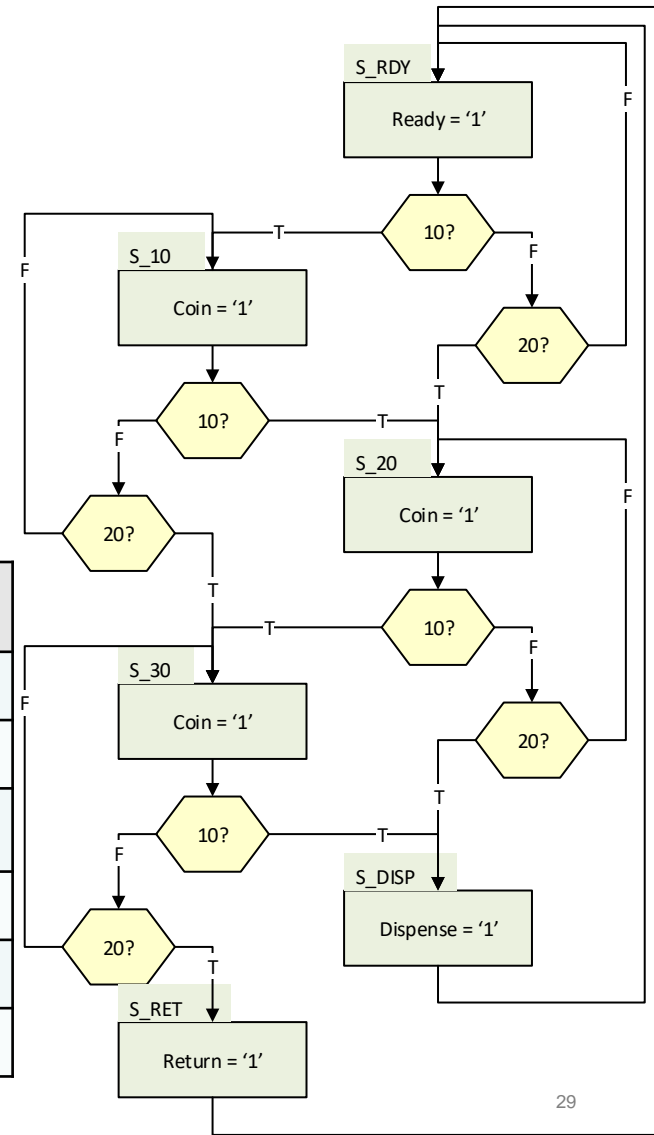 S_RDY
Ready = ‘1’
F
10?
T
F
S_10
F
Coin = ‘1’
20?
T
10?
T
F
S_20
F
Coin = ‘1’
20?
T
10?
T
F
S_30
F
Coin = ‘1’
20?
T
10?
T
F
S_DISP
Dispense = ‘1’
20?
T
S_RET
Return = ‘1’
29